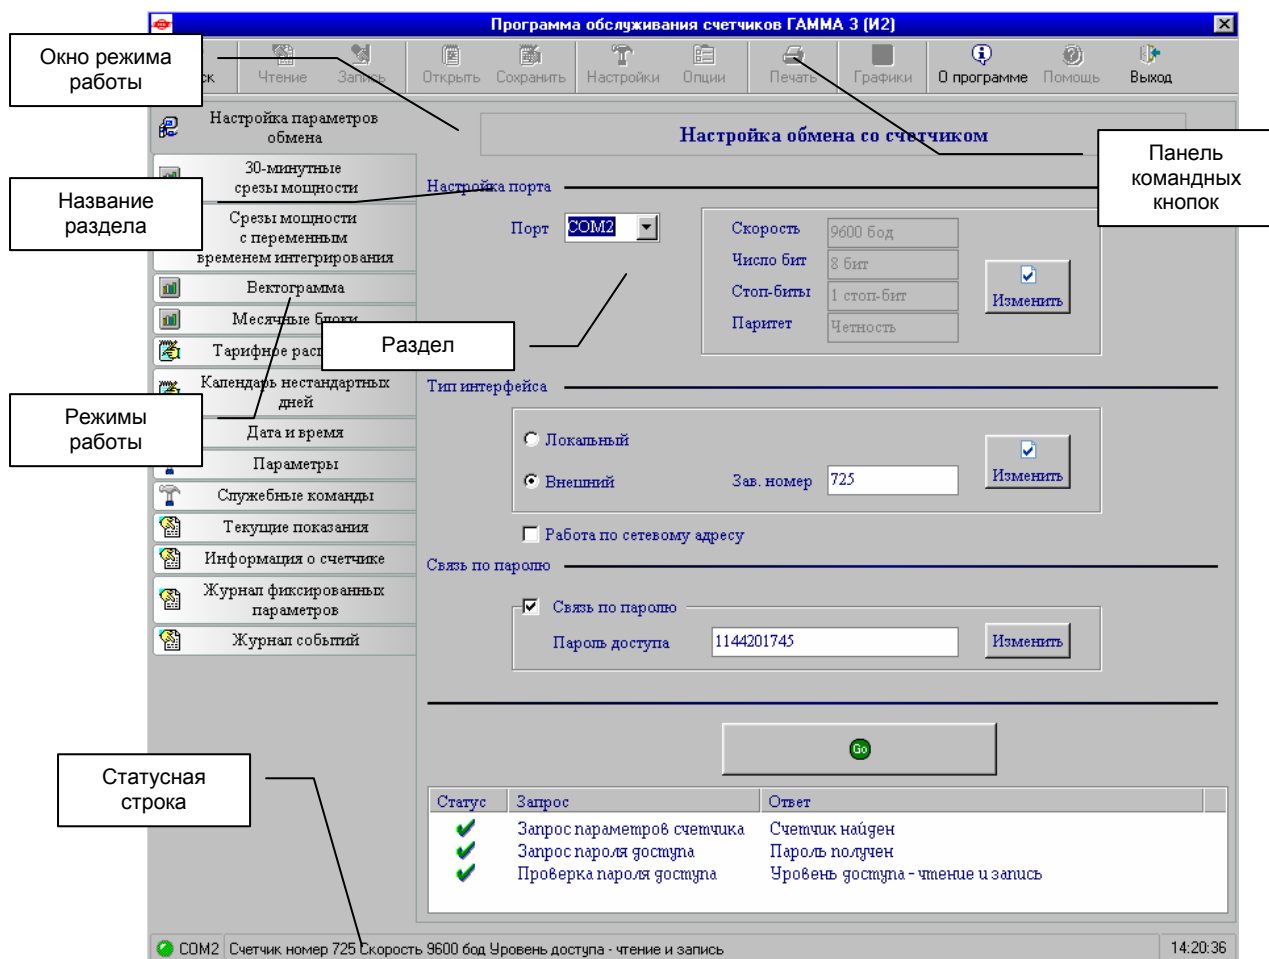 Программа обслуживания счетчиков ГАММА 3 (И2)
Окно режима
работы
ск
Чтение
Запись
Открыть
Сохранить
Настройки
Опции
Печать
Графики
О программе
Помощь
Выход
Панель
командных
кнопок
Настройка параметров
обмена
30-минутные
срезы мощности
Название
раздела
Срезы мощности
с переменным
временем интегрирования
Вектограмма
Месячные блоки
Тарифное рас
Календарь нестандартных
дней
Режимы
работы
Дата и время
Параметры
Служебные команды
Текущие показания
Информация о счетчике
Журнал фиксированных
параметров
Журнал событий
Настройка обмена со счетчиком
Настройка порта
Порт
COM2
Скорость
9600 бод
Число бит
8 бит
Стоп-биты
1 стоп-бит
Паритет
Четность
Изменить
Раздел
Тип интерфейса
Локальный
Внешний
Зав. номер
725
Изменить
Работа по сетевому адресу
Связь по паролю
Связь по паролю
Пароль доступа
1144201745
Изменить
Go
Статусная
строка
Статус Запрос Ответ
Запрос параметров счетчика Счетчик найден
Запрос пароля доступа Пароль получен
Проверка пароля доступа Уровень доступа - чтение и запись
COM2 Счетчик номер 725 Скорость 9600 бод Уровень доступа - чтение и запись 14:20:36